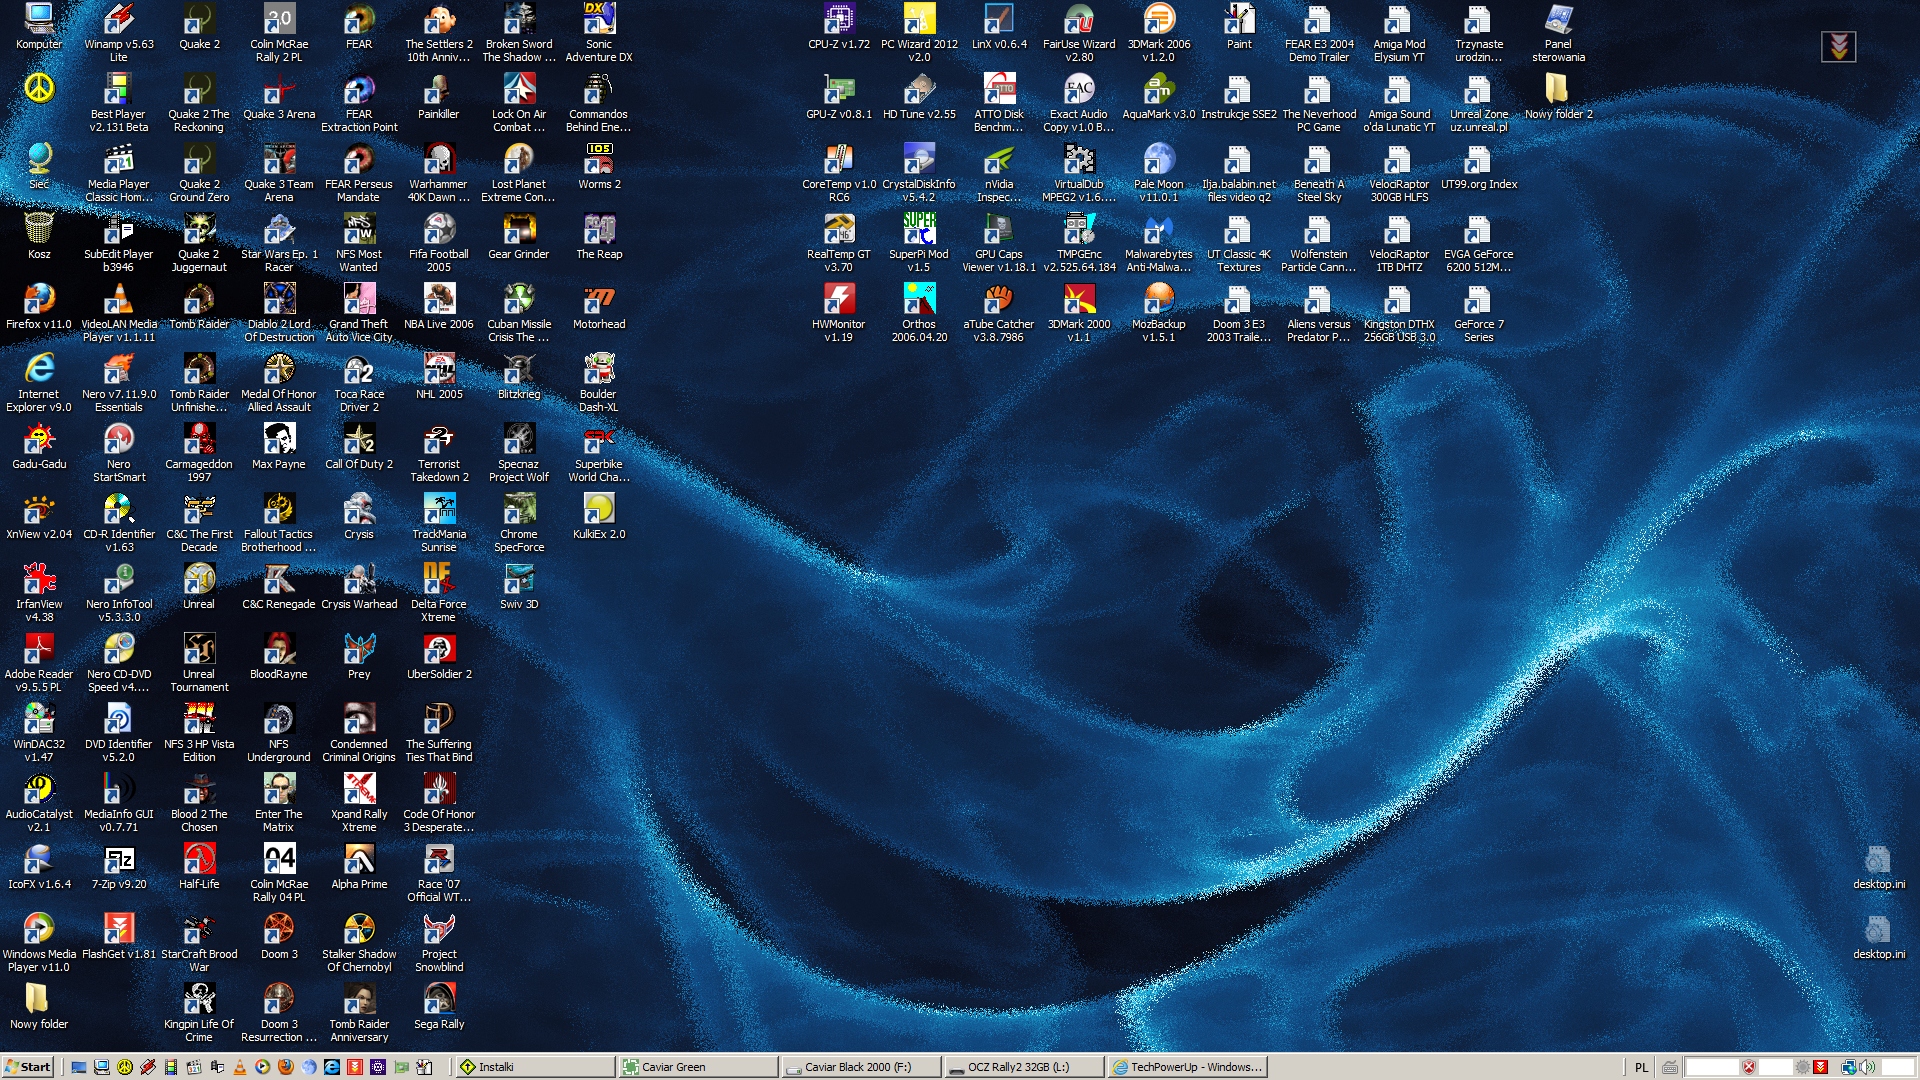 Komputer
Winamp v5.63
Lite
Quake 2
2.0
Colin McRae
Rally 2 PL
FEAR
The Settlers 2
10th Anniv...
Broken Sword
The Shadow ...
DX
Sonic
Adventure DX
CPU-Z v1.72
PC Wizard 2012
v2.0
LinX v0.6.4
FairUse Wizard
v2.80
3DMark 2006
v1.2.0
Paint
FEAR E3 2004
Demo Trailer
Amiga Mod
Elysium YT
Trzynaste
urodzin...
Panel
sterowania
Best Player
v2.131 Beta
Quake 2 The
Reckoning
Quake 3 Arena
FEAR
Extraction Point
Painkiller
Lock On Air
Combat ...
Commandos
Behind Ene...
GPU-Z v0.8.1
HD Tune v2.55
ATTO
ATTO Disk
Benchm...
EAC
Exact Audio
Copy v1.0 B...
am
AquaMark v3.0
Instrukcje SSE2
The Neverhood
PC Game
Amiga Sound
o'da Lunatic YT
Unreal Zone
uz.unreal.pl
Nowy folder 2
Sieć
321
Media Player
Classic Hom...
Quake 2
Ground Zero
Quake 3 Team
Arena
FEAR Perseus
Mandate
Warhammer
40K Dawn ...
Lost Planet
Extreme Con...
105
Worms 2
CoreTemp v1.0
RC6
CrystalDiskInfo
v5.4.2
nVidia
Inspec...
VirtualDub
MPEG2 v1.6....
Pale Moon
v11.0.1
Ilja.balabin.net
files video q2
Beneath A
Steel Sky
VelociRaptor
300GB HLFS
UT99.org Index
Kosz
SubEdit Player
b3946
Quake 2
Juggernaut
Star Wars Ep. 1
Racer
NFS Most
Wanted
Fifa Football
2005
Gear Grinder
The Reap
RealTemp GT
v3.70
SUPER
SuperPi Mod
v1.5
GPU Caps
Viewer v1.18.1
TMPGEnc
v2.525.64.184
Malwarebytes
Anti-Malwa...
UT Classic 4K
Textures
Wolfenstein
Particle Cann...
VelociRaptor
1TB DHTZ
EVGA GeForce
6200 512M...
Firefox v11.0
VideoLAN Media
Player v1.1.11
Tomb Raider
Diablo 2 Lord
Of Destruction
Grand Theft
Auto Vice City
NBA Live 2006
Cuban Missile
Crisis The ...
Motorhead
HWMonitor
v1.19
Orthos
2006.04.20
aTube Catcher
v3.8.7986
3DMark 2000
v1.1
MozBackup
v1.5.1
Doom 3 E3
2003 Traile...
Aliens versus
Predator P...
Kingston DTHX
256GB USB 3.0
GeForce 7
Series
Internet
Explorer v9.0
Nero v7.11.9.0
Essentials
Tomb Raider
Unfinishe...
Medal Of Honor
Allied Assault
Toca Race
Driver 2
NHL 2005
Blitzkrieg
Boulder
Dash-XL
Gadu-Gadu
Nero
StartSmart
Carmageddon
1997
Max Payne
Call Of Duty 2
Terrorist
Takedown 2
Specnaz
Project Wolf
Superbike
World Cha...
XnView v2.04
CD-R Identifier
v1.63
C&C The First
Decade
Fallout Tactics
Brotherhood ...
Crysis
TrackMania
Sunrise
Chrome
SpecForce
KulkiEx 2.0
IrfanView
v4.38
Nero InfoTool
v5.3.3.0
Unreal
C&C Renegade
Crysis Warhead
Delta Force
Xtreme
Swiv 3D
Adobe Reader
v9.5.5 PL
Nero CD-DVD
Speed v4....
Unreal
Tournament
BloodRayne
Prey
UberSoldier 2
WinDAC32
v1.47
DVD Identifier
v5.2.0
NFS 3 HP Vista
Edition
NFS
Underground
Condemned
Criminal Origins
The Suffering
Ties That Bind
AudioCatalyst
v2.1
MediaInfo GUI
v0.7.71
Blood 2 The
Chosen
Enter The
Matrix
Xpand Rally
Xtreme
Code Of Honor
3 Desperate...
IcoFX v1.6.4
7z
7-Zip v9.20
Half-Life
04
Colin McRae
Rally 04 PL
Alpha Prime
Race '07
Official WT...
desktop.ini
Windows Media
Player v11.0
FlashGet v1.81
StarCraft Brood
War
Doom 3
Stalker Shadow
Of Chernobyl
Project
Snowblind
desktop.ini
Nowy folder
Kingpin Life Of
Crime
Doom 3
Resurrection ...
Tomb Raider
Anniversary
Sega Rally
Start
Instalki
Caviar Green
Caviar Black 2000 (F:)
OCZ Rally2 32GB (L:)
TechPowerUp - Windows...
PL